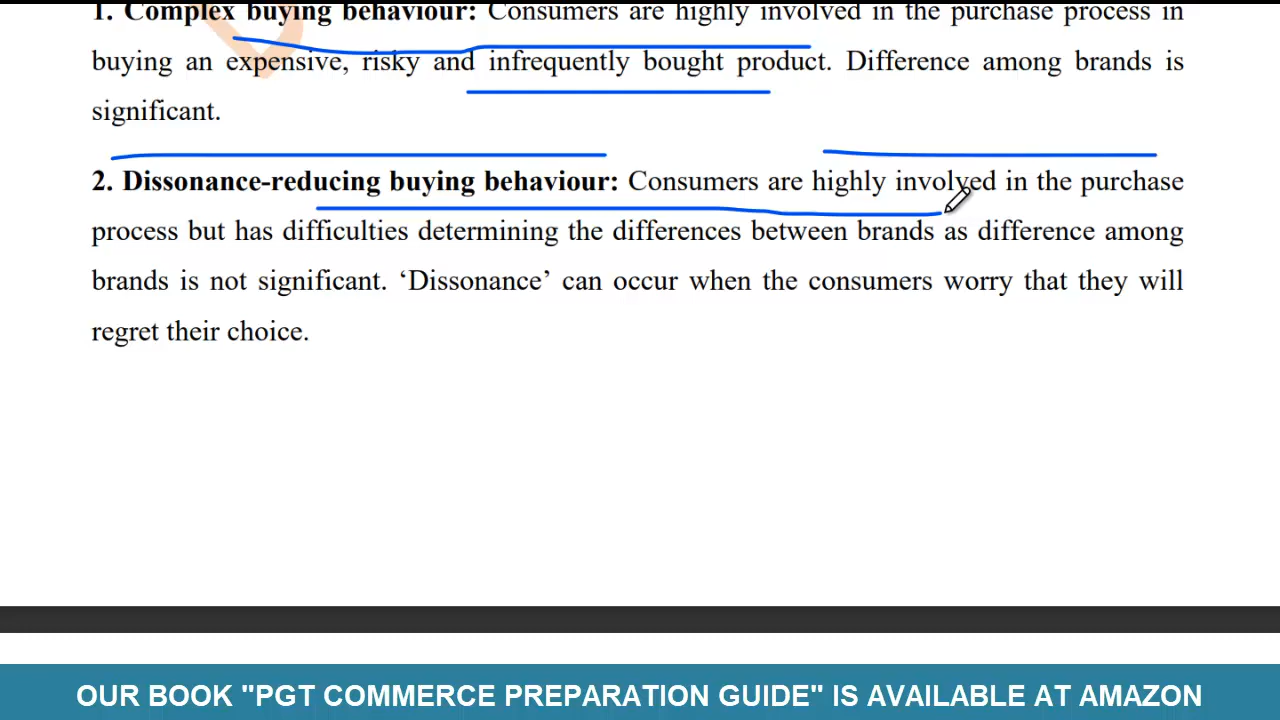 1. Complex buying behaviour: Consumers are highly involved in the purchase process in
buying an expensive, risky and infrequently bought product. Difference among brands is
significant.
2. Dissonance-reducing buying behaviour: Consumers are highly involved in the purchase
process but has difficulties determining the differences between brands as difference among
brands is not significant. ‘Dissonance’ can occur when the consumers worry that they will
regret their choice.
OUR BOOK "PGT COMMERCE PREPARATION GUIDE" IS AVAILABLE AT AMAZON